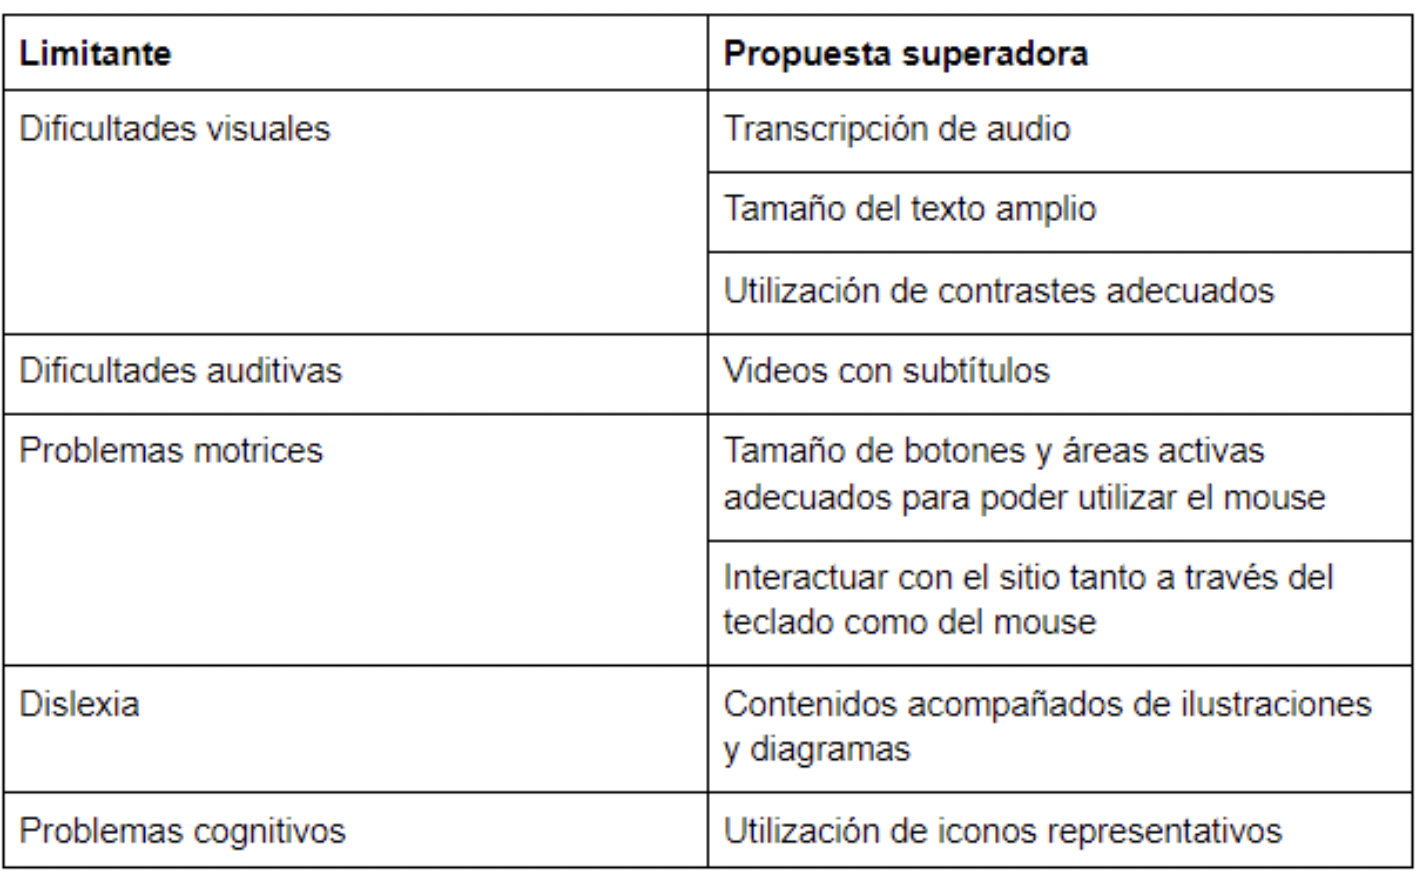 Limitante
Propuesta superadora
Dificultades visuales
Transcripción de audio
Tamaño del texto amplio
Utilización de contrastes adecuados
Dificultades auditivas
Videos con subtítulos
Problemas motrices
Tamaño de botones y áreas activas
adecuados para poder utilizar el mouse
Interactuar con el sitio tanto a través del
teclado como del mouse
Dislexia
Contenidos acompañados de ilustraciones
y diagramas
Problemas cognitivos
Utilización de iconos representativos